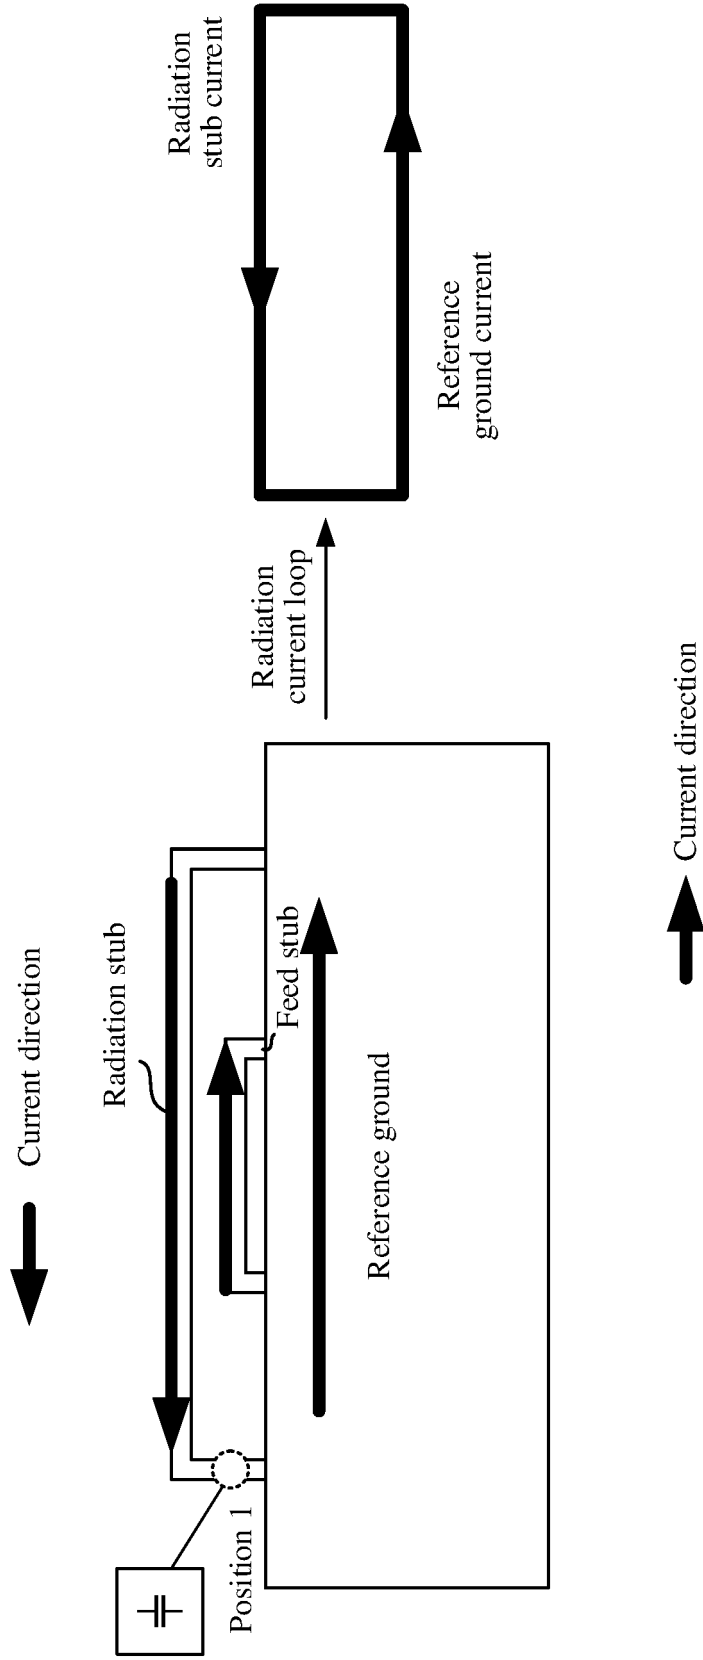 Current direction
Radiation stub
Feed stub
Reference ground
Position 1
Current direction
Radiation
current loop
Radiation
stub current
Reference
ground current